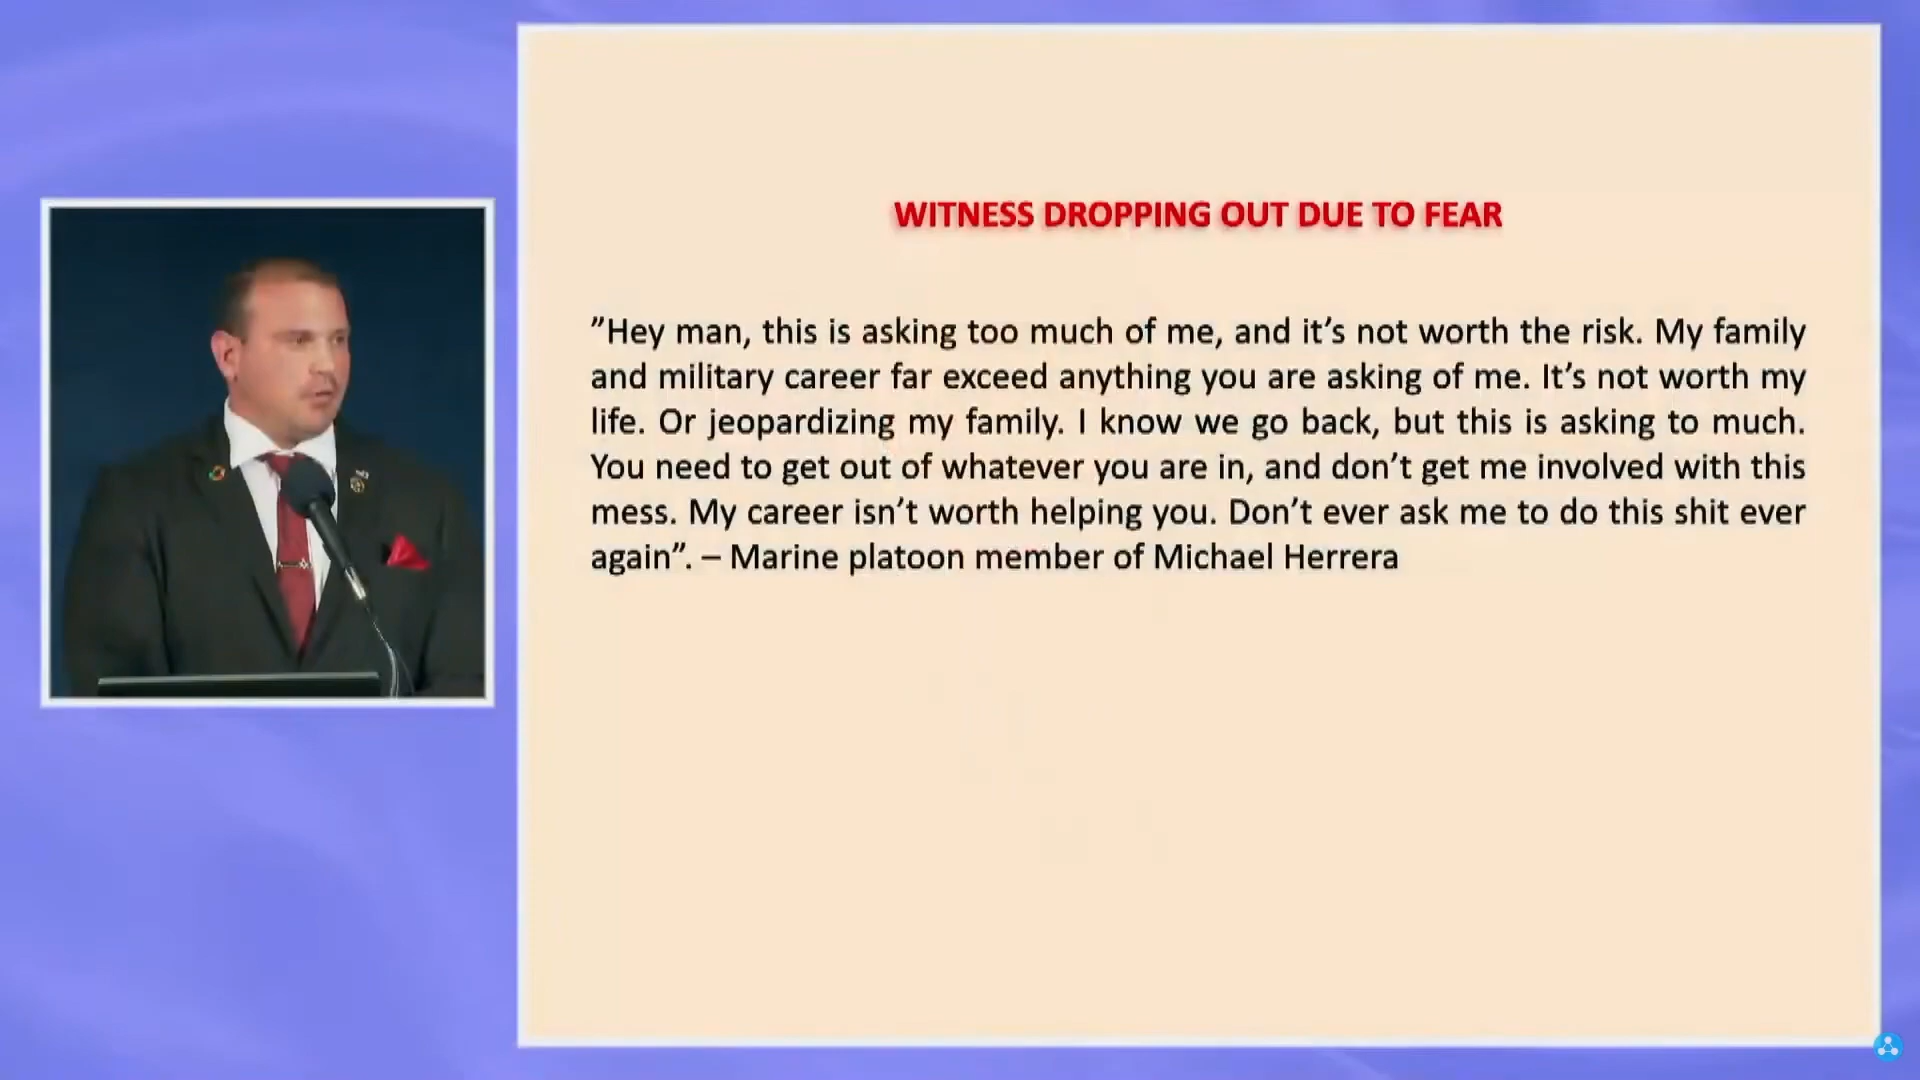 WITNESS DROPPING OUT DUE TO FEAR
”Hey man, this is asking too much of me, and it’s not worth the risk. My family
and military career far exceed anything you are asking of me. It’s not worth my
life. Or jeopardizing my family. I know we go back, but this is asking to much.
You need to get out of whatever you are in, and don’t get me involved with this
mess. My career isn’t worth helping you. Don’t ever ask me to do this shit ever
again”. – Marine platoon member of Michael Herrera